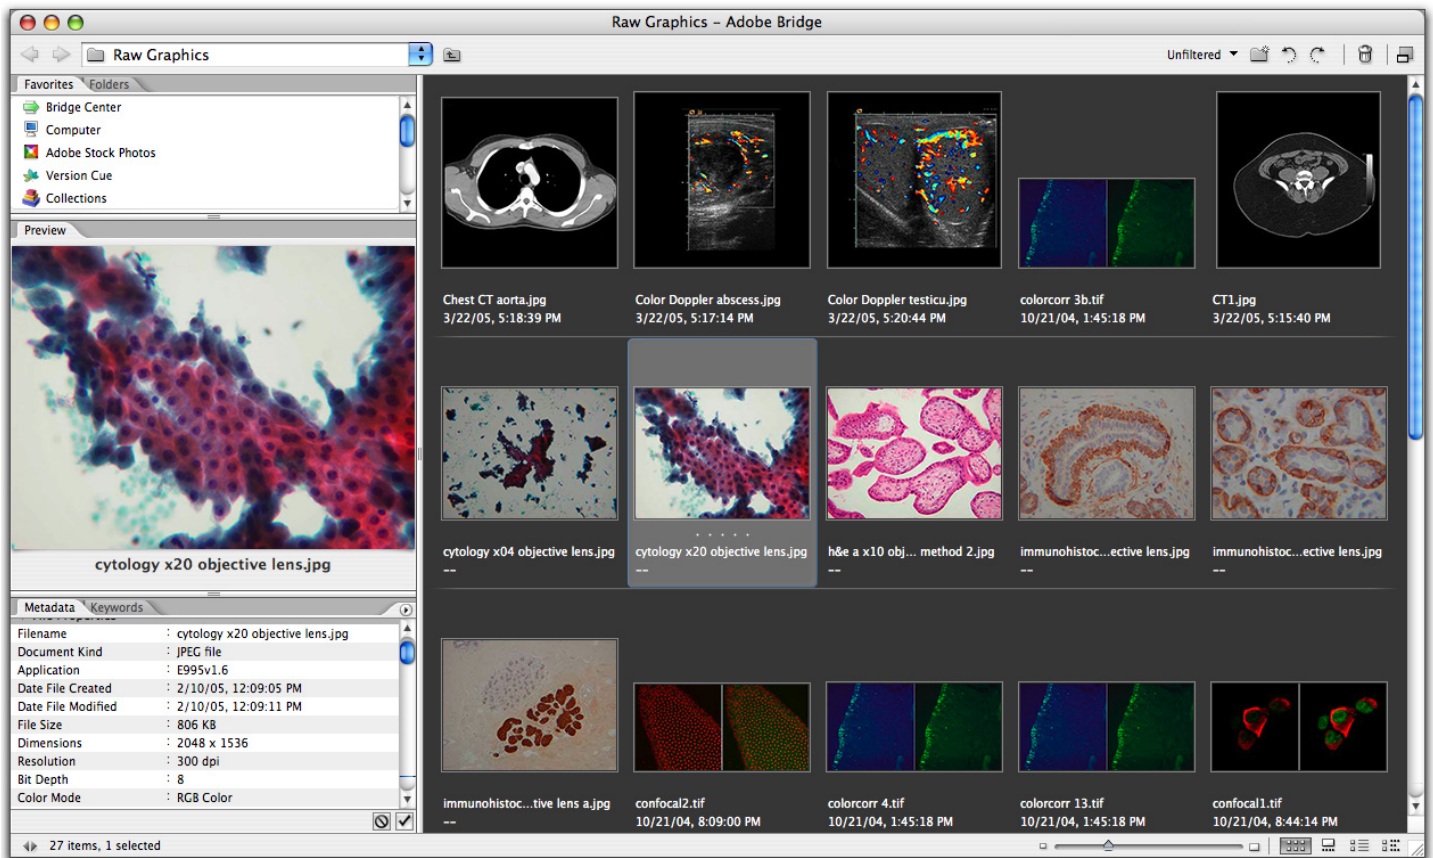 Raw Graphics – Adobe Bridge
Raw Graphics
Unfiltered
Favorites Folders
Bridge Center
Computer
Adobe Stock Photos
Version Cue
Collections
Preview
cytology x20 objective lens.jpg
Metadata Keywords
Filename : cytology x20 objective lens.jpg
Document Kind : JPEG file
Application : E995v1.6
Date File Created : 2/10/05, 12:09:05 PM
Date File Modified : 2/10/05, 12:09:11 PM
File Size : 806 KB
Dimensions : 2048 x 1536
Resolution : 300 dpi
Bit Depth : 8
Color Mode : RGB Color
Chest CT aorta.jpg
3/22/05, 5:18:39 PM
Color Doppler abscess.jpg
3/22/05, 5:17:14 PM
Color Doppler testicu.jpg
3/22/05, 5:20:44 PM
colorcorr 3b.tif
10/21/04, 1:45:18 PM
CT1.jpg
3/22/05, 5:15:40 PM
cytology x04 objective lens.jpg
--
cytology x20 objective lens.jpg
--
h&e a x10 obj... method 2.jpg
--
immunohistoc...ective lens.jpg
--
immunohistoc...ective lens.jpg
--
immunohistoc...tive lens a.jpg
--
confocal2.tif
10/21/04, 8:09:00 PM
colorcorr 4.tif
10/21/04, 1:45:18 PM
colorcorr 13.tif
10/21/04, 1:45:18 PM
confocal1.tif
10/21/04, 8:44:14 PM
27 items, 1 selected